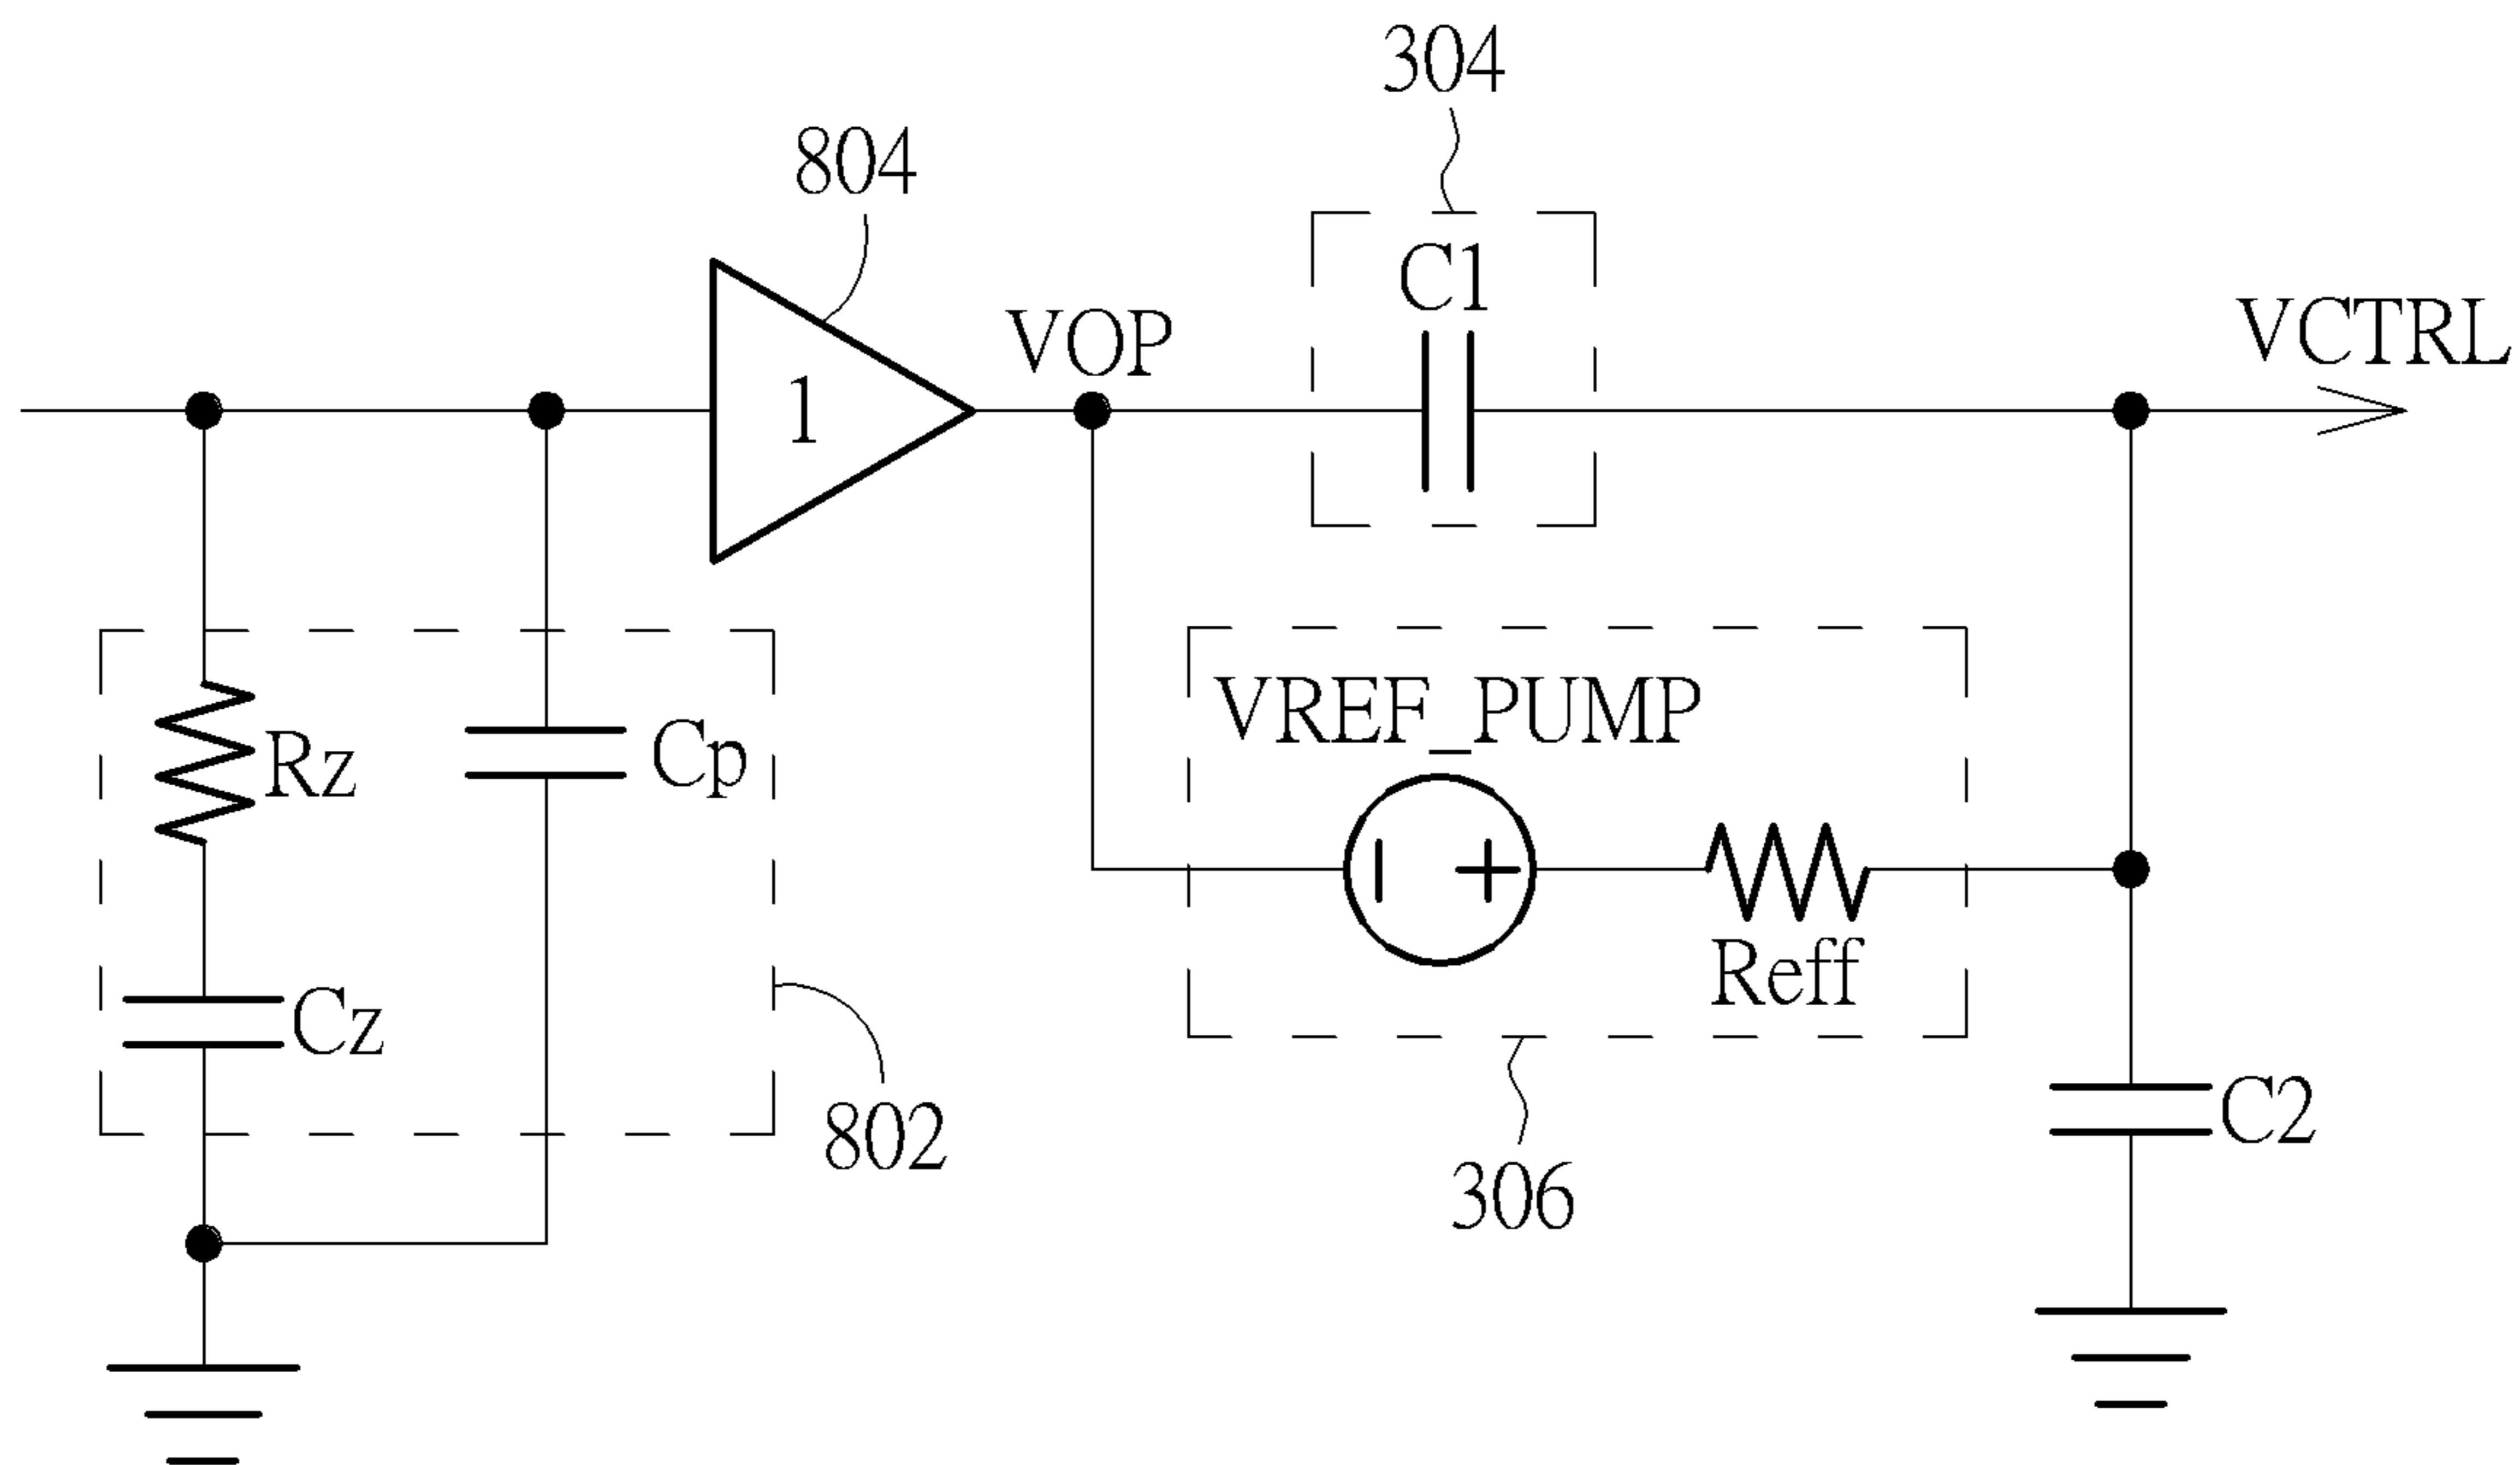 304
804
C1
VOP
VCTRL
1
VREF_PUMP
Rz
Cp
+
Reff
Cz
C2
802
306